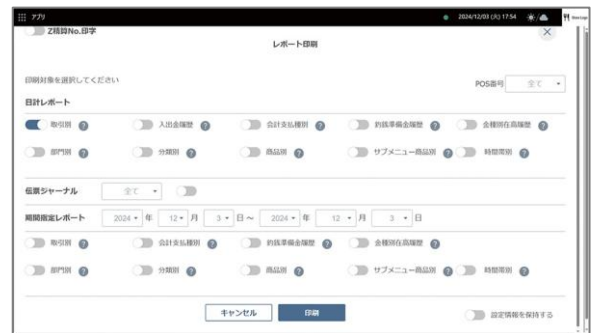 アプリ 2024/12/03 (火) 17:54
Z精算No.印字
レポート印刷
印刷対象を選択してください POS番号 全て
日計レポート
取引別 ? 入出金履歴 ? 会計支払種別 ? 釣銭準備金履歴 ? 金種別在高履歴 ?
部門別 ? 分類別 ? 商品別 ? サブメニュー商品別 ? 時間帯別 ?
伝票ジャーナル 全て
期間指定レポート 2024 年 12 月 3 日 ~ 2024 年 12 月 3 日
取引別 ? 会計支払種別 ? 釣銭準備金履歴 ? 金種別在高履歴 ?
部門別 ? 分類別 ? 商品別 ? サブメニュー商品別 ? 時間帯別 ?
キャンセル 印刷 設定情報を保持する